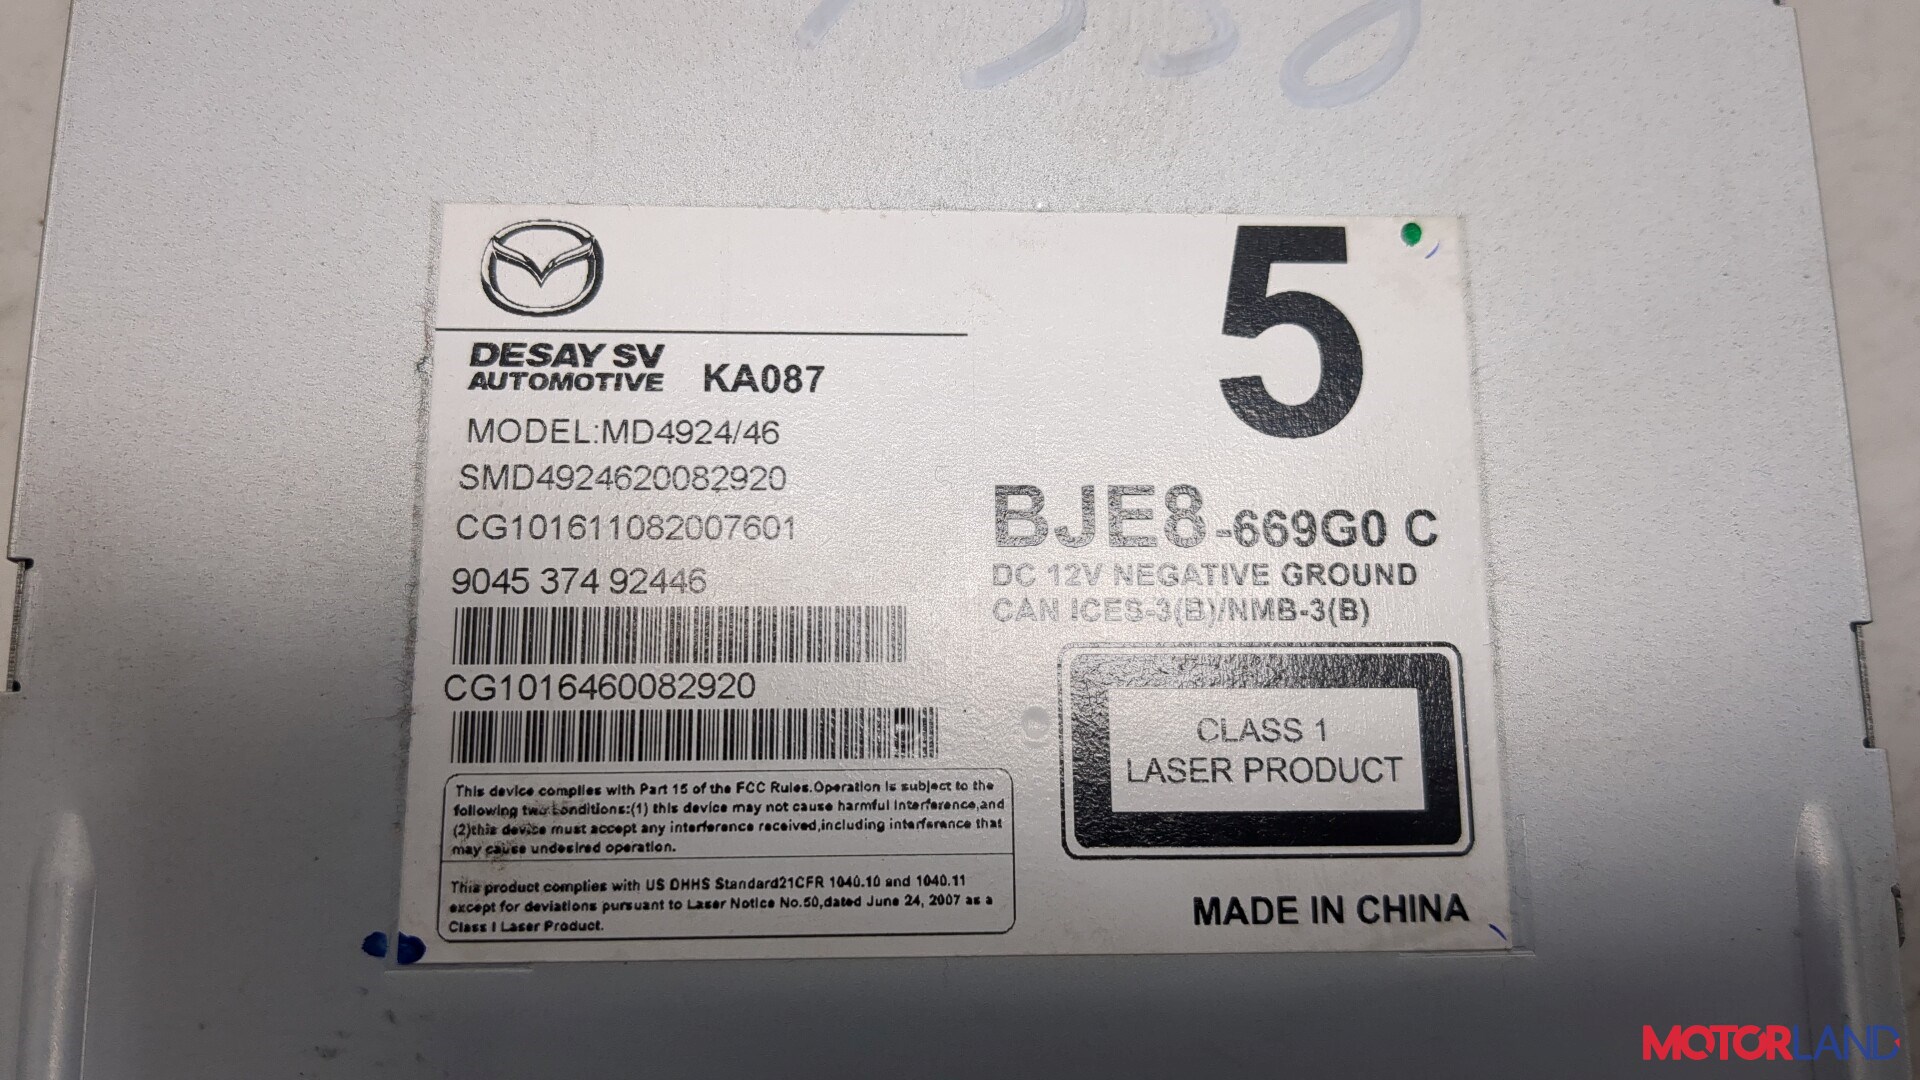 5
DESAY SV
AUTOMOTIVE KA087
MODEL:MD4924/46
SMD4924620082920
CG101611082007601
9045 374 92446
CG1016460082920
BJE8-669G0 C
DC 12V NEGATIVE GROUND
CAN ICES-3(B)/NMB-3(B)
CLASS 1
LASER PRODUCT
This device complies with Part 15 of the FCC Rules.Operation is subject to the
following two conditions:(1) this device may not cause harmful interference,and
(2)this device must accept any interference received,including interference that
may cause undesired operation.
This product complies with US DHHS Standard21CFR 1040.10 and 1040.11
except for deviations pursuant to Laser Notice No.50,dated June 24, 2007 as a
Class I Laser Product.
MADE IN CHINA
MOTORLAND